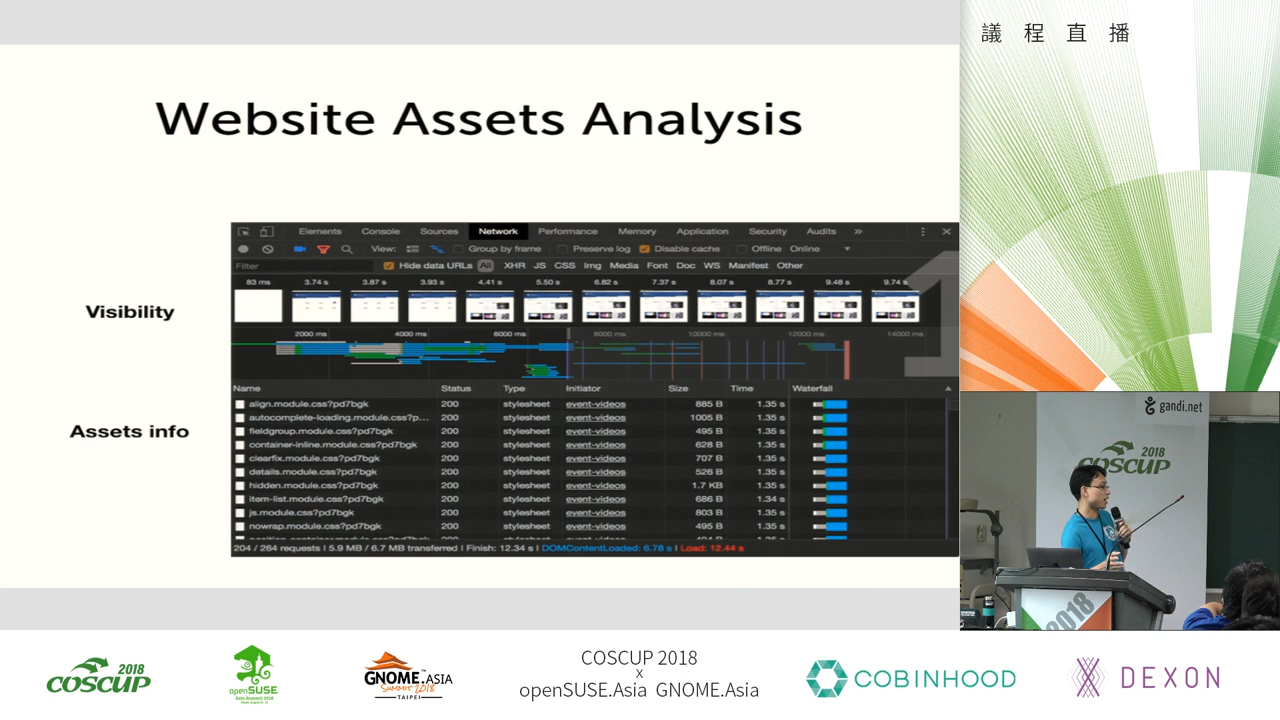 議程直播
Website Assets Analysis
Visibility
Assets info
Elements Console Sources Network Performance Memory Application Security Audits »
View: Group by frame Preserve log Disable cache Offline Online
Filter Hide data URLs All XHR JS CSS Img Media Font Doc WS Manifest Other
83 ms 3.74 s 3.87 s 3.93 s 4.41 s 5.50 s 6.82 s 7.37 s 8.07 s 8.77 s 9.48 s 9.74 s
2000 ms 4000 ms 6000 ms 8000 ms 10000 ms 12000 ms 14000 ms
Name Status Type Initiator Size Time Waterfall
align.module.css?pd7bgk 200 stylesheet event-videos 885 B 1.35 s
autocomplete-loading.module.css?p... 200 stylesheet event-videos 1005 B 1.35 s
fieldgroup.module.css?pd7bgk 200 stylesheet event-videos 495 B 1.35 s
container-inline.module.css?pd7bgk 200 stylesheet event-videos 628 B 1.35 s
clearfix.module.css?pd7bgk 200 stylesheet event-videos 707 B 1.35 s
details.module.css?pd7bgk 200 stylesheet event-videos 526 B 1.35 s
hidden.module.css?pd7bgk 200 stylesheet event-videos 1.7 KB 1.35 s
item-list.module.css?pd7bgk 200 stylesheet event-videos 686 B 1.34 s
js.module.css?pd7bgk 200 stylesheet event-videos 803 B 1.35 s
nowrap.module.css?pd7bgk 200 stylesheet event-videos 495 B 1.35 s
204 / 264 requests | 5.9 MB / 6.7 MB transferred | Finish: 12.34 s | DOMContentLoaded: 6.78 s | Load: 12.44 s
gandi.net
2018
COSCUP
2018
2018
COSCUP
openSUSE
Asia Summit 2018
GNOME.ASIA
SUMMIT 2018
TAIPEI
COSCUP 2018
x
openSUSE.Asia GNOME.Asia
COBINHOOD
DEXON